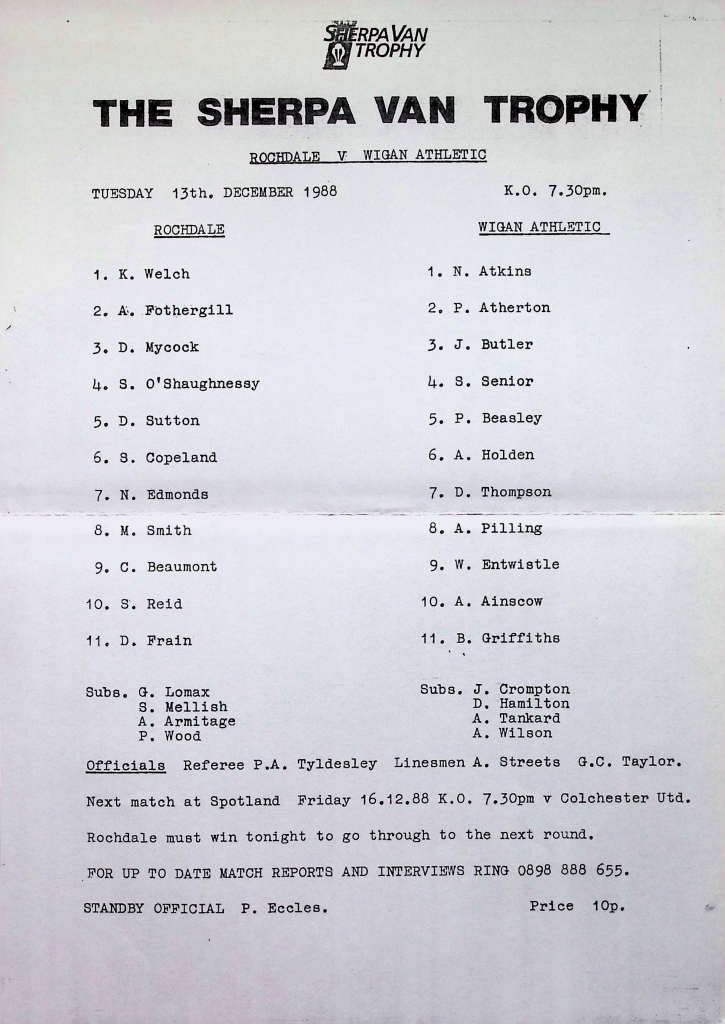 SHERPA VAN
TROPHY
THE SHERPA VAN TROPHY
ROCHDALE V WIGAN ATHLETIC
TUESDAY 13th. DECEMBER 1988 K.O. 7.30pm.
ROCHDALE WIGAN ATHLETIC
1. K. Welch 1. N. Atkins
2. A. Fothergill 2. P. Atherton
3. D. Mycock 3. J. Butler
4. S. O'Shaughnessy 4. S. Senior
5. D. Sutton 5. P. Beasley
6. S. Copeland 6. A. Holden
7. N. Edmonds 7. D. Thompson
8. M. Smith 8. A. Pilling
9. C. Beaumont 9. W. Entwistle
10. S. Reid 10. A. Ainscow
11. D. Frain 11. B. Griffiths
Subs. G. Lomax Subs. J. Crompton
S. Mellish D. Hamilton
A. Armitage A. Tankard
P. Wood A. Wilson
Officials Referee P.A. Tyldesley Linesmen A. Streets G.C. Taylor.
Next match at Spotland Friday 16.12.88 K.O. 7.30pm v Colchester Utd.
Rochdale must win tonight to go through to the next round.
FOR UP TO DATE MATCH REPORTS AND INTERVIEWS RING 0898 888 655.
STANDBY OFFICIAL P. Eccles. Price 10p.